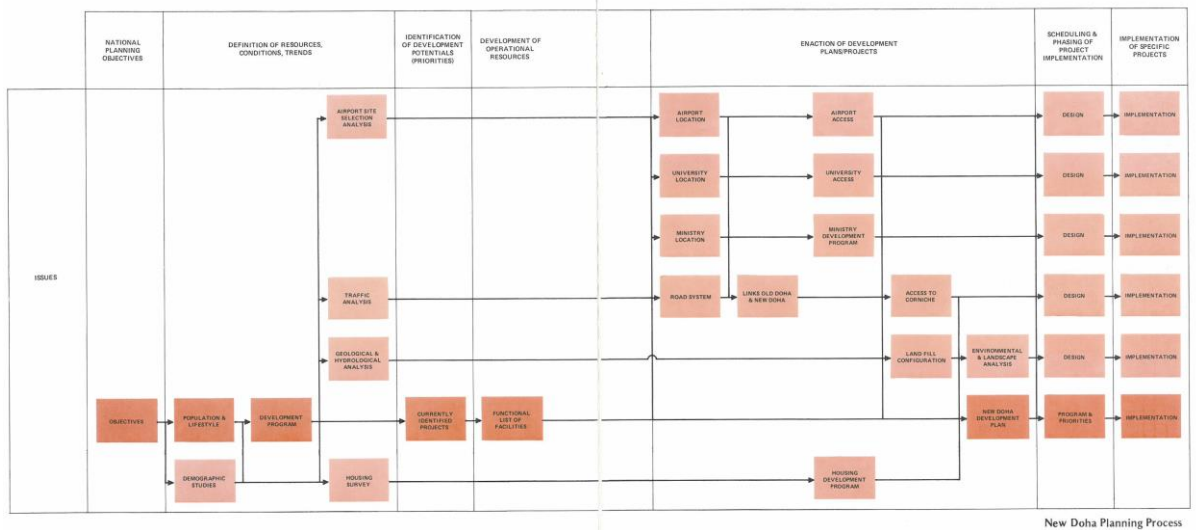 NATIONAL
PLANNING
OBJECTIVES
DEFINITION OF RESOURCES,
CONDITIONS, TRENDS
IDENTIFICATION
OF DEVELOPMENT
POTENTIALS
(PRIORITIES)
DEVELOPMENT OF
OPERATIONAL
RESOURCES
ENACTION OF DEVELOPMENT
PLANS/PROJECTS
SCHEDULING &
PHASING OF
PROJECT
IMPLEMENTATION
IMPLEMENTATION
OF SPECIFIC
PROJECTS
ISSUES
AIRPORT SITE
SELECTION
ANALYSIS
AIRPORT
LOCATION
AIRPORT
ACCESS
DESIGN
IMPLEMENTATION
UNIVERSITY
LOCATION
UNIVERSITY
ACCESS
DESIGN
IMPLEMENTATION
MINISTRY
LOCATION
MINISTRY
DEVELOPMENT
PROGRAM
DESIGN
IMPLEMENTATION
TRAFFIC
ANALYSIS
ROAD SYSTEM
LINKS OLD DOHA
& NEW DOHA
ACCESS TO
CORNICHE
DESIGN
IMPLEMENTATION
GEOLOGICAL &
HYDROLOGICAL
ANALYSIS
LAND FILL
CONFIGURATION
ENVIRONMENTAL
& LANDSCAPE
ANALYSIS
DESIGN
IMPLEMENTATION
OBJECTIVES
POPULATION &
LIFESTYLE
DEVELOPMENT
PROGRAM
CURRENTLY
IDENTIFIED
PROJECTS
FUNCTIONAL
LIST OF
FACILITIES
NEW DOHA
DEVELOPMENT
PLAN
PROGRAM &
PRIORITIES
IMPLEMENTATION
DEMOGRAPHIC
STUDIES
HOUSING
SURVEY
HOUSING
DEVELOPMENT
PROGRAM
New Doha Planning Process